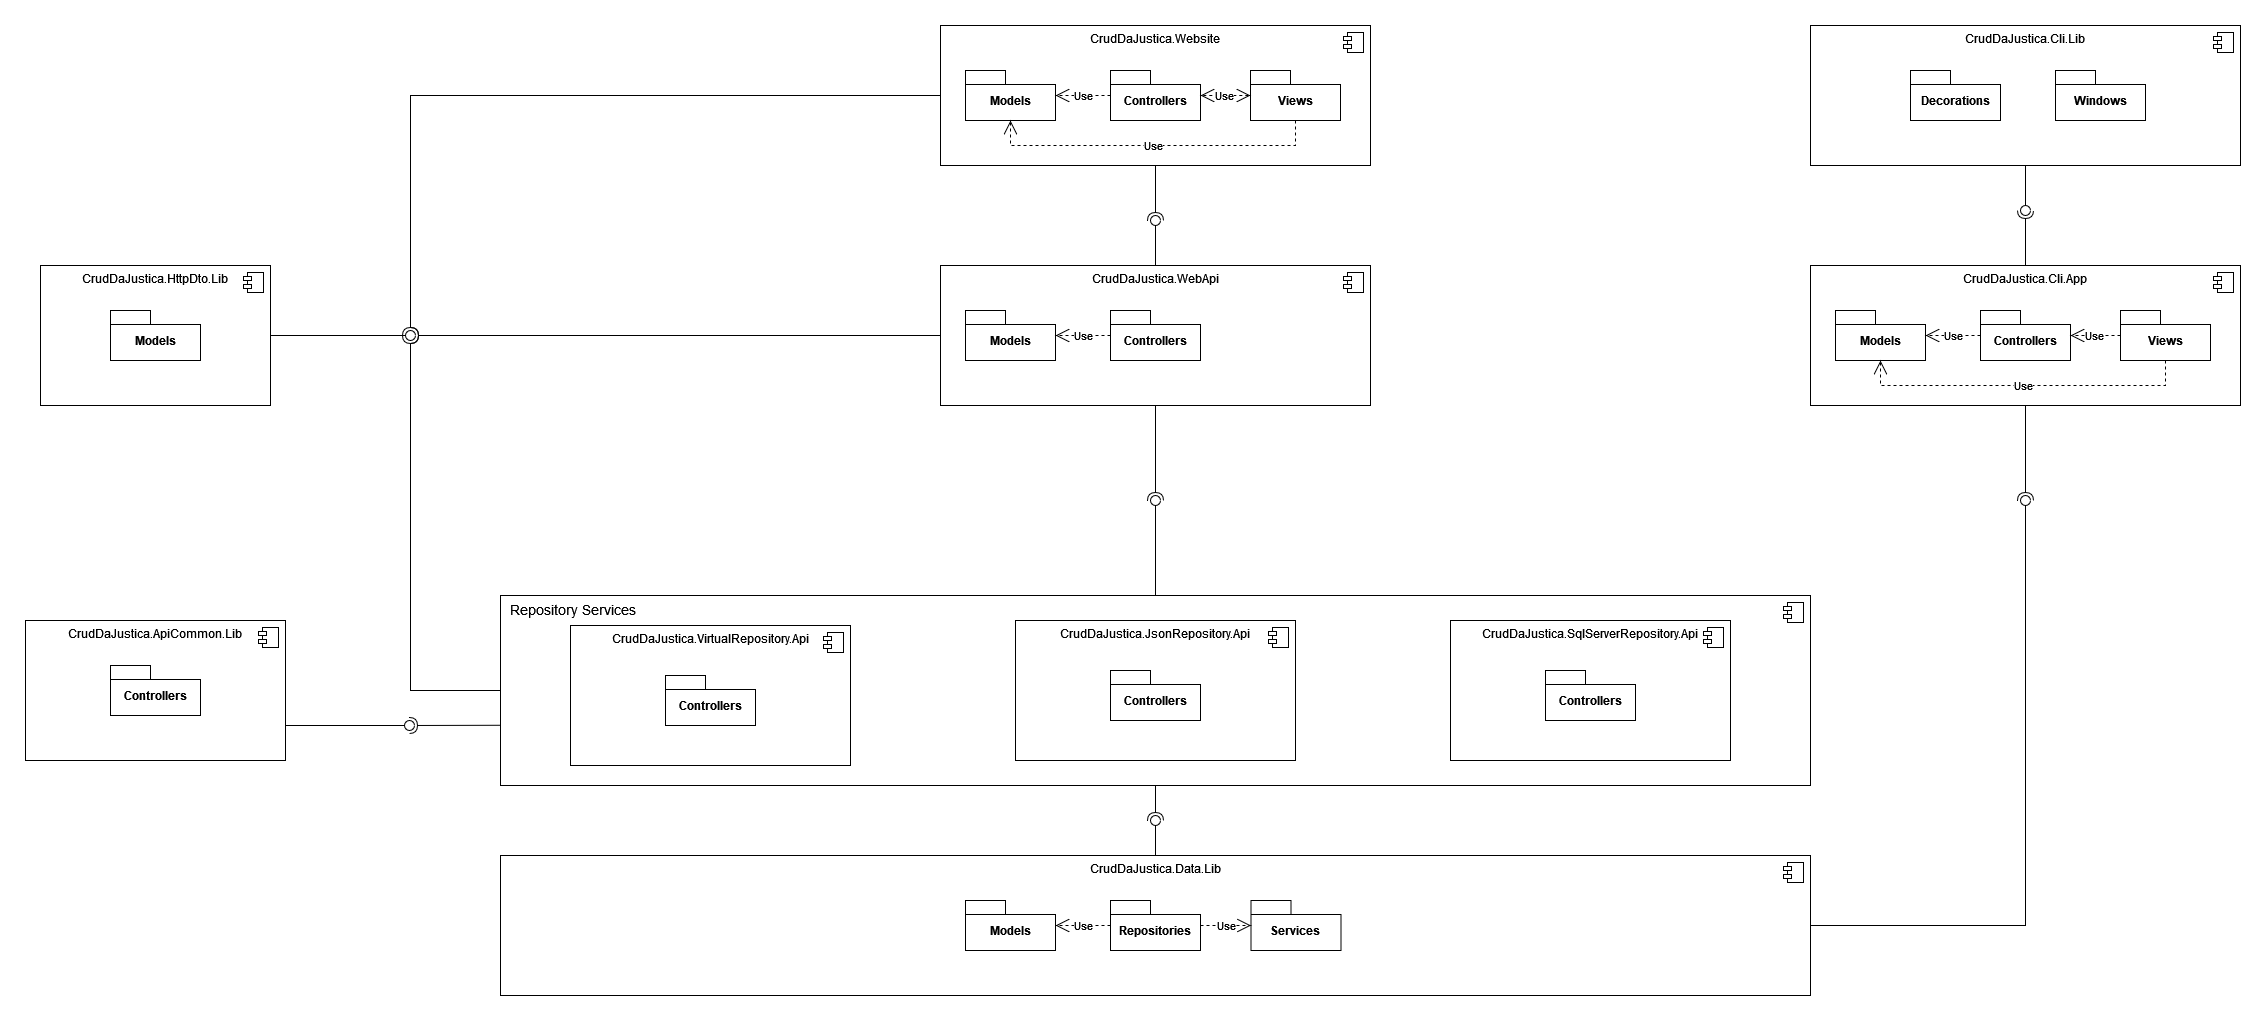 CrudDaJustica.Website
Models
Use
Controllers
Use
Views
Use
CrudDaJustica.Cli.Lib
Decorations
Windows
CrudDaJustica.HttpDto.Lib
Models
CrudDaJustica.WebApi
Models
Use
Controllers
CrudDaJustica.Cli.App
Models
Use
Controllers
Use
Views
Use
CrudDaJustica.ApiCommon.Lib
Controllers
Repository Services
CrudDaJustica.VirtualRepository.Api
Controllers
CrudDaJustica.JsonRepository.Api
Controllers
CrudDaJustica.SqlServerRepository.Api
Controllers
CrudDaJustica.Data.Lib
Models
Use
Repositories
Use
Services